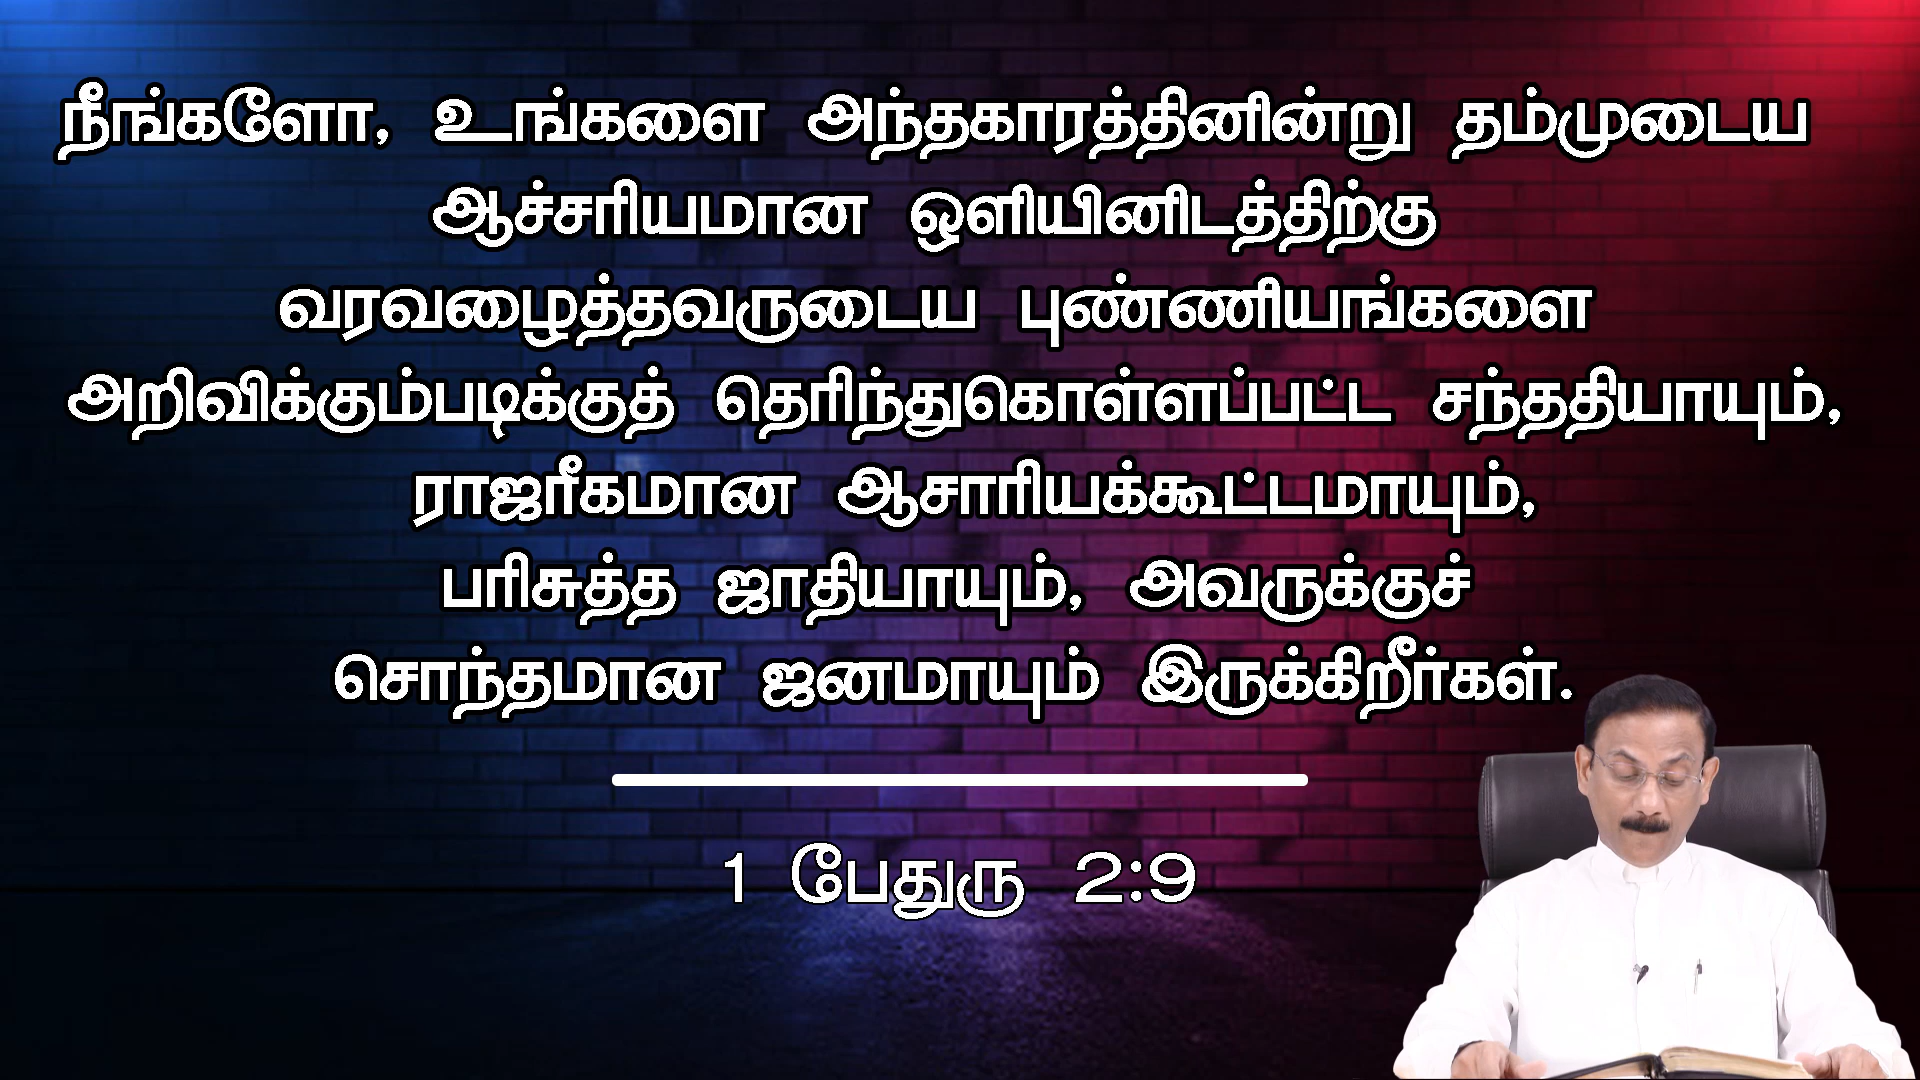 நீங்களோ, உங்களை அந்தகாரத்தினின்று தம்முடைய
ஆச்சரியமான ஒளியினிடத்திற்கு
வரவழைத்தவருடைய புண்ணியங்களை
அறிவிக்கும்படிக்குத் தெரிந்துகொள்ளப்பட்ட சந்ததியாயும்,
ராஜரீகமான ஆசாரியக்கூட்டமாயும்,
பரிசுத்த ஜாதியாயும், அவருக்குச்
சொந்தமான ஜனமாயும் இருக்கிறீர்கள்.
1 பேதுரு 2:9